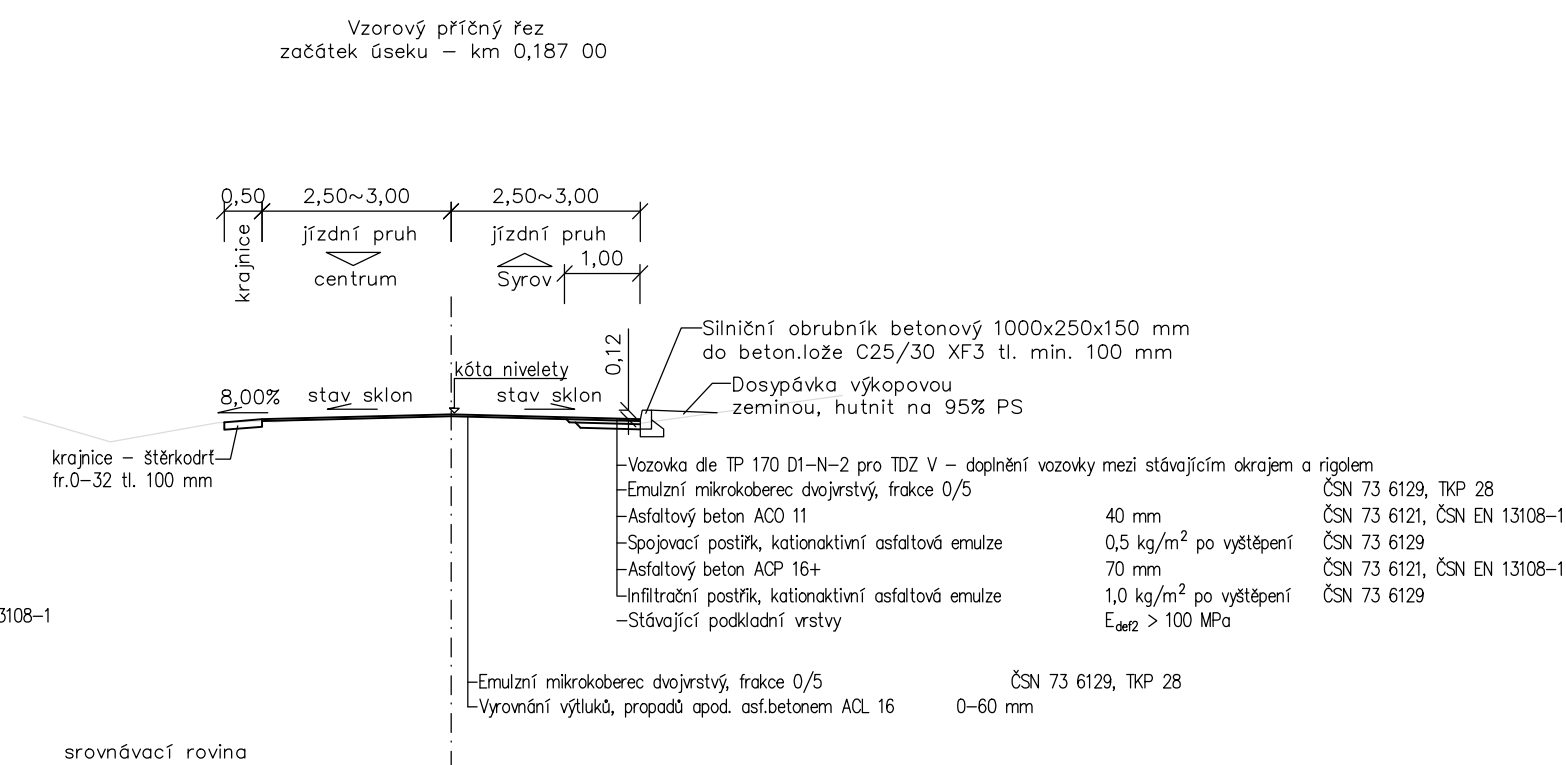 Vzorový příčný řez
začátek úseku – km 0,187 00
0,50 2,50~3,00 2,50~3,00
krajnice
jízdní pruh jízdní pruh
1,00
centrum Syrov
Silniční obrubník betonový 1000x250x150 mm
do beton.lože C25/30 XF3 tl. min. 100 mm
0,12
kóta nivelety
Dosypávka výkopovou
zeminou, hutnit na 95% PS
8,00% stav sklon stav sklon
krajnice – štěrkodrť
fr.0–32 tl. 100 mm
Vozovka dle TP 170 D1–N–2 pro TDZ V – doplnění vozovky mezi stávajícím okrajem a rigolem
Emulzní mikrokoberec dvojvrstvý, frakce 0/5 ČSN 73 6129, TKP 28
Asfaltový beton ACO 11 40 mm ČSN 73 6121, ČSN EN 13108–1
Spojovací postřik, kationaktivní asfaltová emulze 0,5 kg/m² po vyštěpení ČSN 73 6129
Asfaltový beton ACP 16+ 70 mm ČSN 73 6121, ČSN EN 13108–1
Infiltrační postřik, kationaktivní asfaltová emulze 1,0 kg/m² po vyštěpení ČSN 73 6129
3108–1
Stávající podkladní vrstvy Edef2 > 100 MPa
Emulzní mikrokoberec dvojvrstvý, frakce 0/5 ČSN 73 6129, TKP 28
Vyrovnání výtluků, propadů apod. asf.betonem ACL 16 0–60 mm
srovnávací rovina